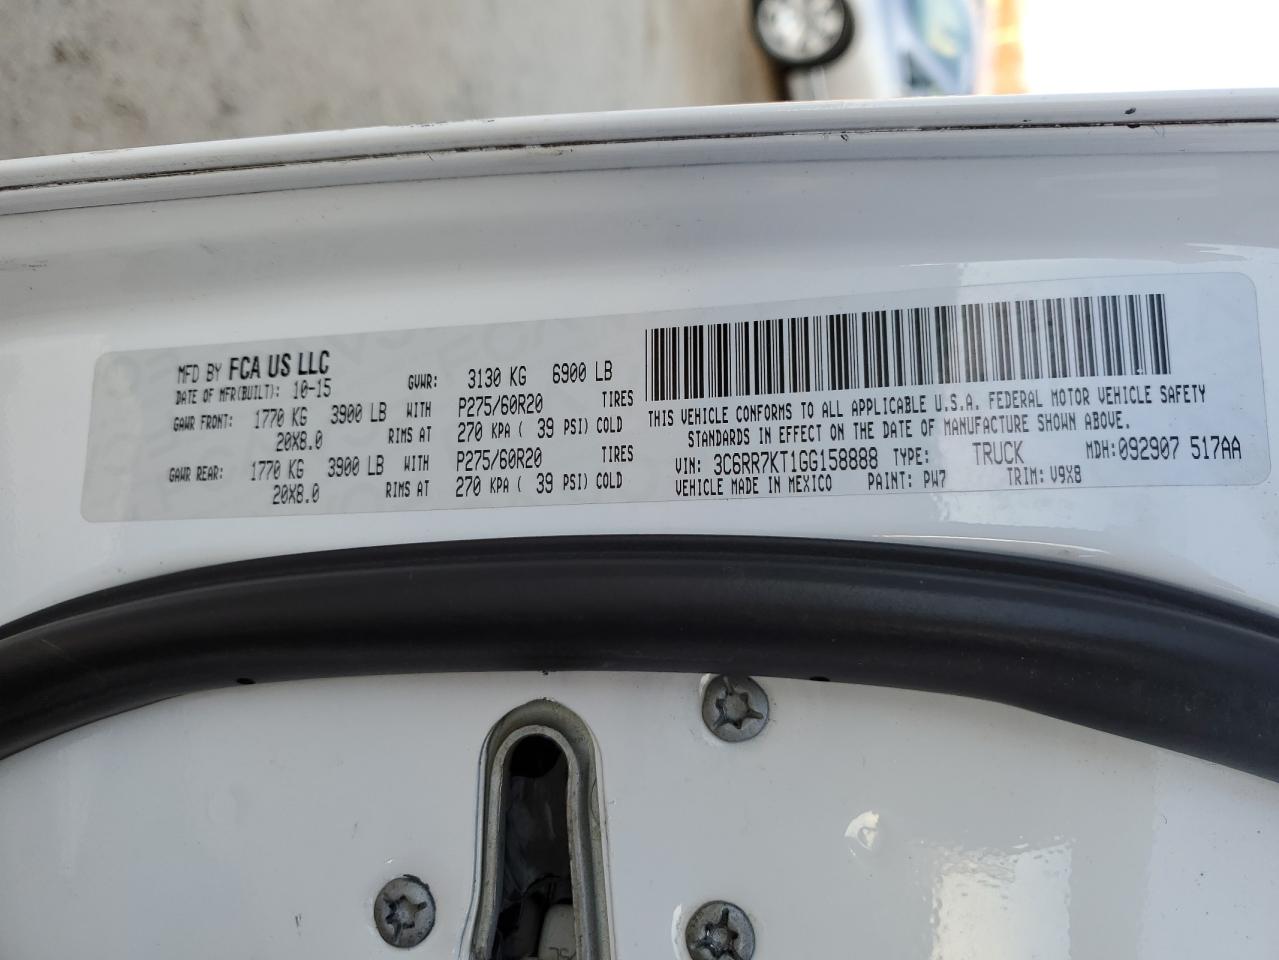 MFD BY FCA US LLC
DATE OF MFR(BUILT): 10-15 GVWR: 3130 KG 6900 LB
GAWR FRONT: 1770 KG 3900 LB WITH P275/60R20 TIRES
20X8.0 RIMS AT 270 KPA ( 39 PSI) COLD
GAWR REAR: 1770 KG 3900 LB WITH P275/60R20 TIRES
20X8.0 RIMS AT 270 KPA ( 39 PSI) COLD
THIS VEHICLE CONFORMS TO ALL APPLICABLE U.S.A. FEDERAL MOTOR VEHICLE SAFETY
STANDARDS IN EFFECT ON THE DATE OF MANUFACTURE SHOWN ABOVE.
VIN: 3C6RR7KT1GG158888 TYPE: TRUCK MDH:092907 517AA
VEHICLE MADE IN MEXICO PAINT: PW7 TRIM: V9X8